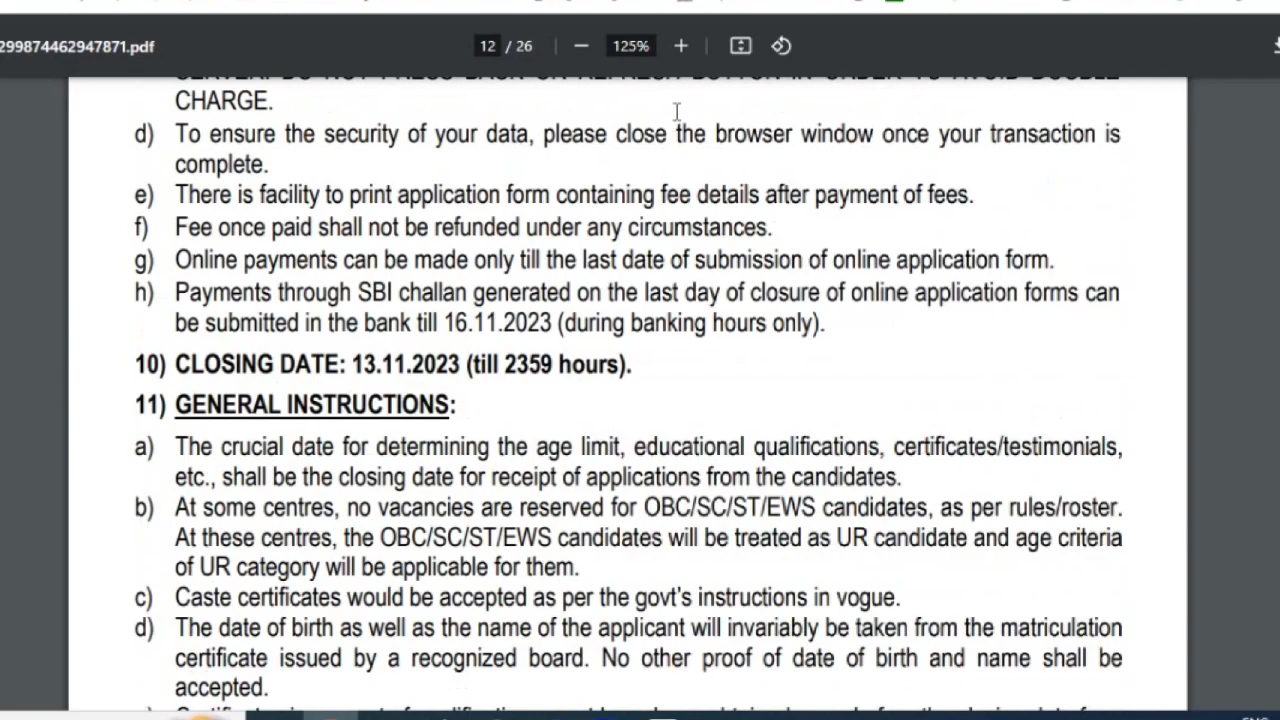 299874462947871.pdf
12 / 26
125%
CHARGE.
d) To ensure the security of your data, please close the browser window once your transaction is
complete.
e) There is facility to print application form containing fee details after payment of fees.
f) Fee once paid shall not be refunded under any circumstances.
g) Online payments can be made only till the last date of submission of online application form.
h) Payments through SBI challan generated on the last day of closure of online application forms can
be submitted in the bank till 16.11.2023 (during banking hours only).
10) CLOSING DATE: 13.11.2023 (till 2359 hours).
11) GENERAL INSTRUCTIONS:
a) The crucial date for determining the age limit, educational qualifications, certificates/testimonials,
etc., shall be the closing date for receipt of applications from the candidates.
b) At some centres, no vacancies are reserved for OBC/SC/ST/EWS candidates, as per rules/roster.
At these centres, the OBC/SC/ST/EWS candidates will be treated as UR candidate and age criteria
of UR category will be applicable for them.
c) Caste certificates would be accepted as per the govt's instructions in vogue.
d) The date of birth as well as the name of the applicant will invariably be taken from the matriculation
certificate issued by a recognized board. No other proof of date of birth and name shall be
accepted.